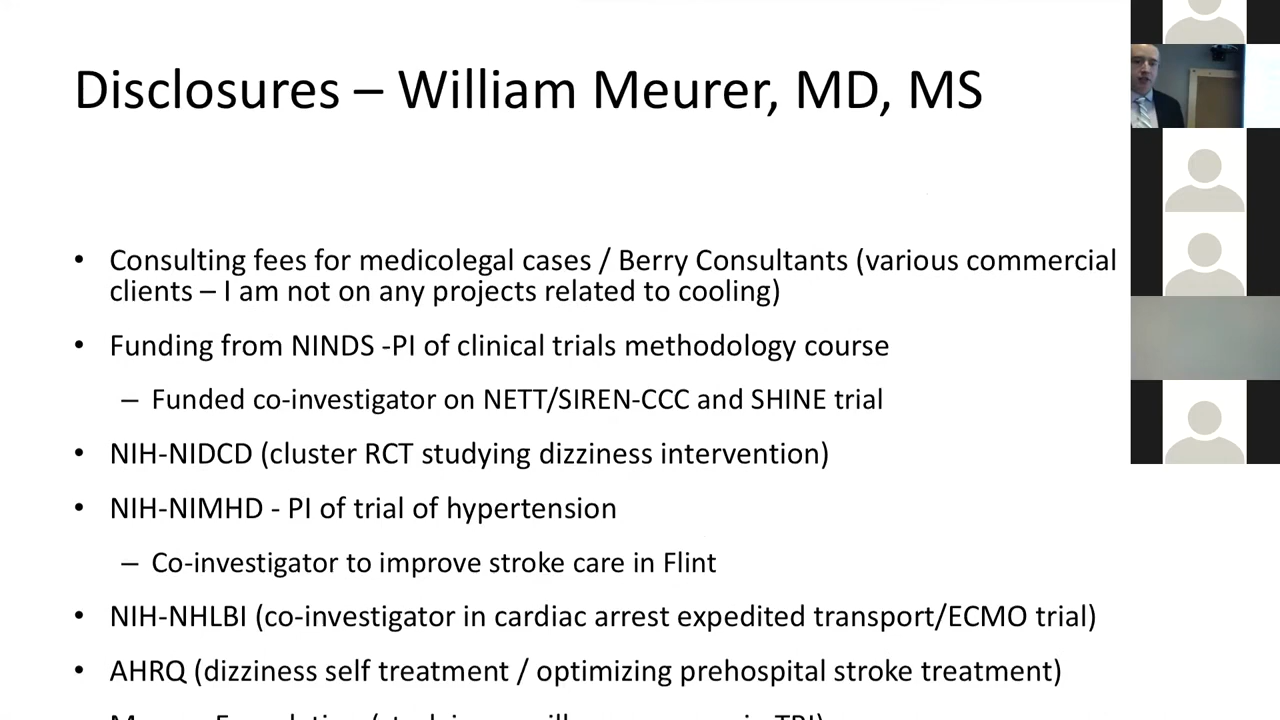 Disclosures – William Meurer, MD, MS
• Consulting fees for medicolegal cases / Berry Consultants (various commercial
clients – I am not on any projects related to cooling)
• Funding from NINDS -PI of clinical trials methodology course
– Funded co-investigator on NETT/SIREN-CCC and SHINE trial
• NIH-NIDCD (cluster RCT studying dizziness intervention)
• NIH-NIMHD - PI of trial of hypertension
– Co-investigator to improve stroke care in Flint
• NIH-NHLBI (co-investigator in cardiac arrest expedited transport/ECMO trial)
• AHRQ (dizziness self treatment / optimizing prehospital stroke treatment)